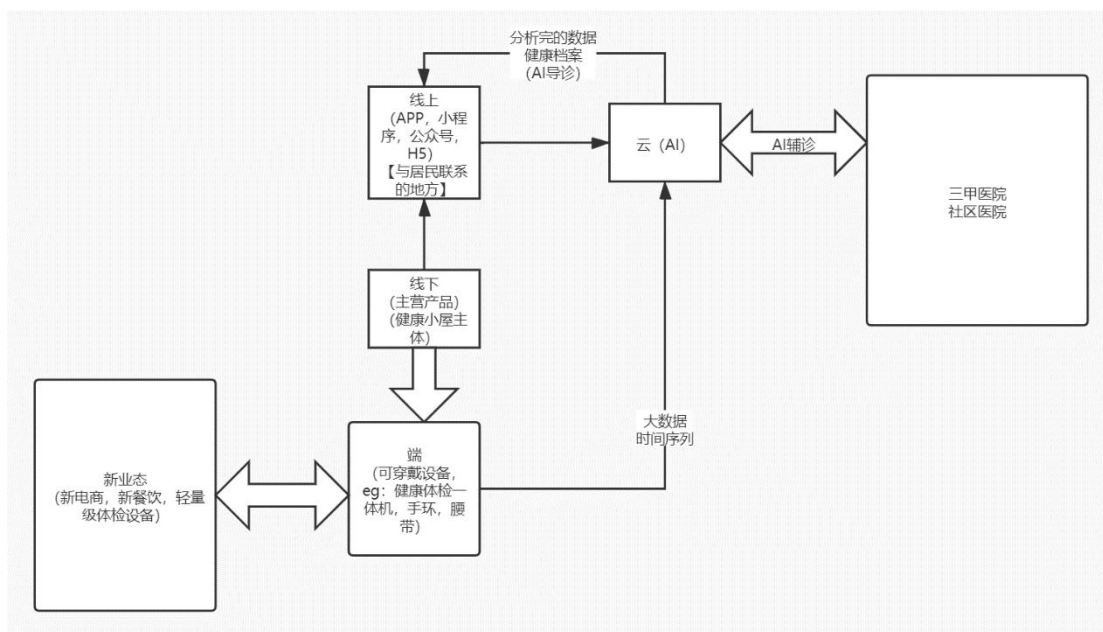 分析完的数据
健康档案
(AI导诊)
线上
（APP，小程
序，公众号，
H5）
【与居民联系
的地方】
云（AI）
AI辅诊
三甲医院
社区医院
线下
(主营产品)
（健康小屋主
体）
大数据
时间序列
端
（可穿戴设备，
eg：健康体检一
体机，手环，腰
带）
新业态
(新电商，新餐饮，轻量
级体检设备)